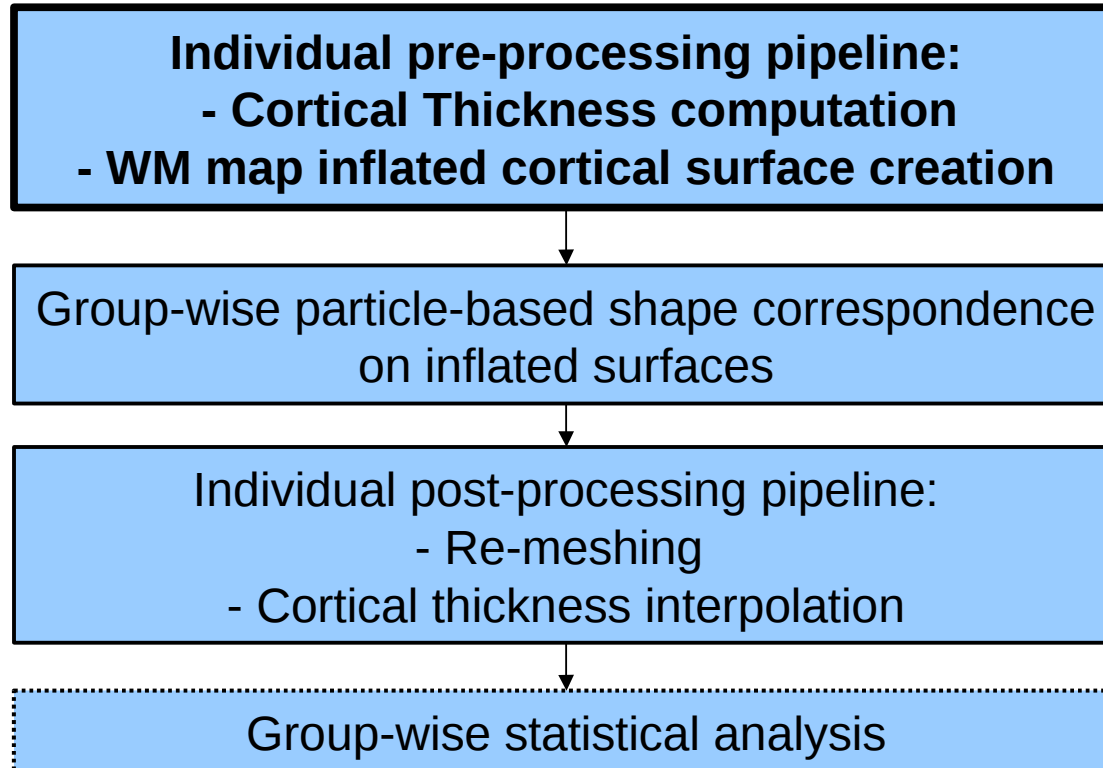 Individual pre-processing pipeline:
- Cortical Thickness computation
- WM map inflated cortical surface creation
Group-wise particle-based shape correspondence
on inflated surfaces
Individual post-processing pipeline:
- Re-meshing
- Cortical thickness interpolation
Group-wise statistical analysis